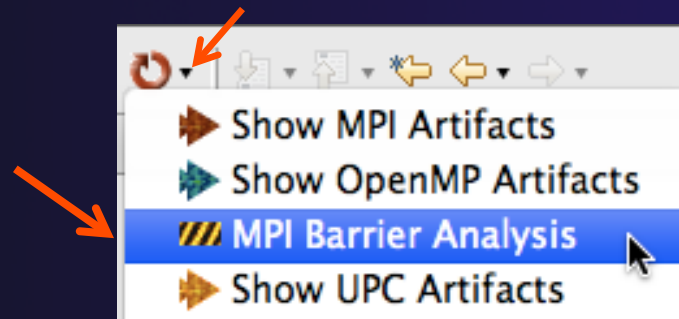 Show MPI Artifacts
Show OpenMP Artifacts
MPI Barrier Analysis
Show UPC Artifacts